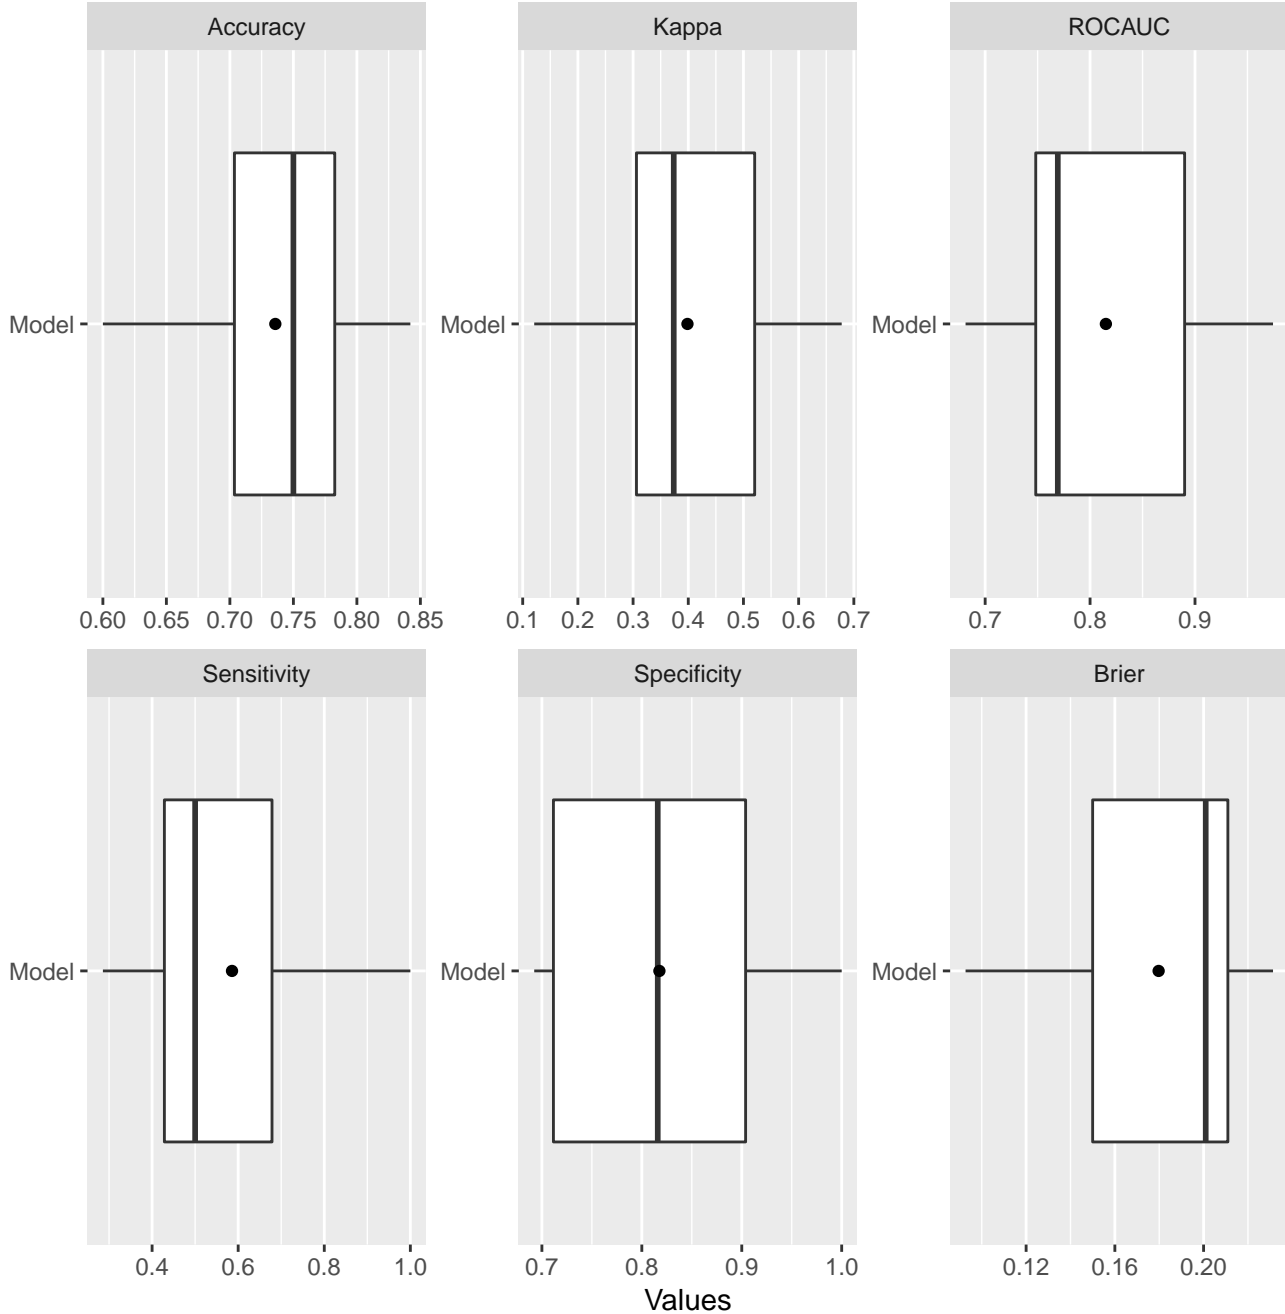 Accuracy Kappa ROCAUC
Model Model Model
0.60 0.65 0.70 0.75 0.80 0.85 0.1 0.2 0.3 0.4 0.5 0.6 0.7 0.7 0.8 0.9
Sensitivity Specificity Brier
Model Model Model
0.4 0.6 0.8 1.0 0.7 0.8 0.9 1.0 0.12 0.16 0.20
Values